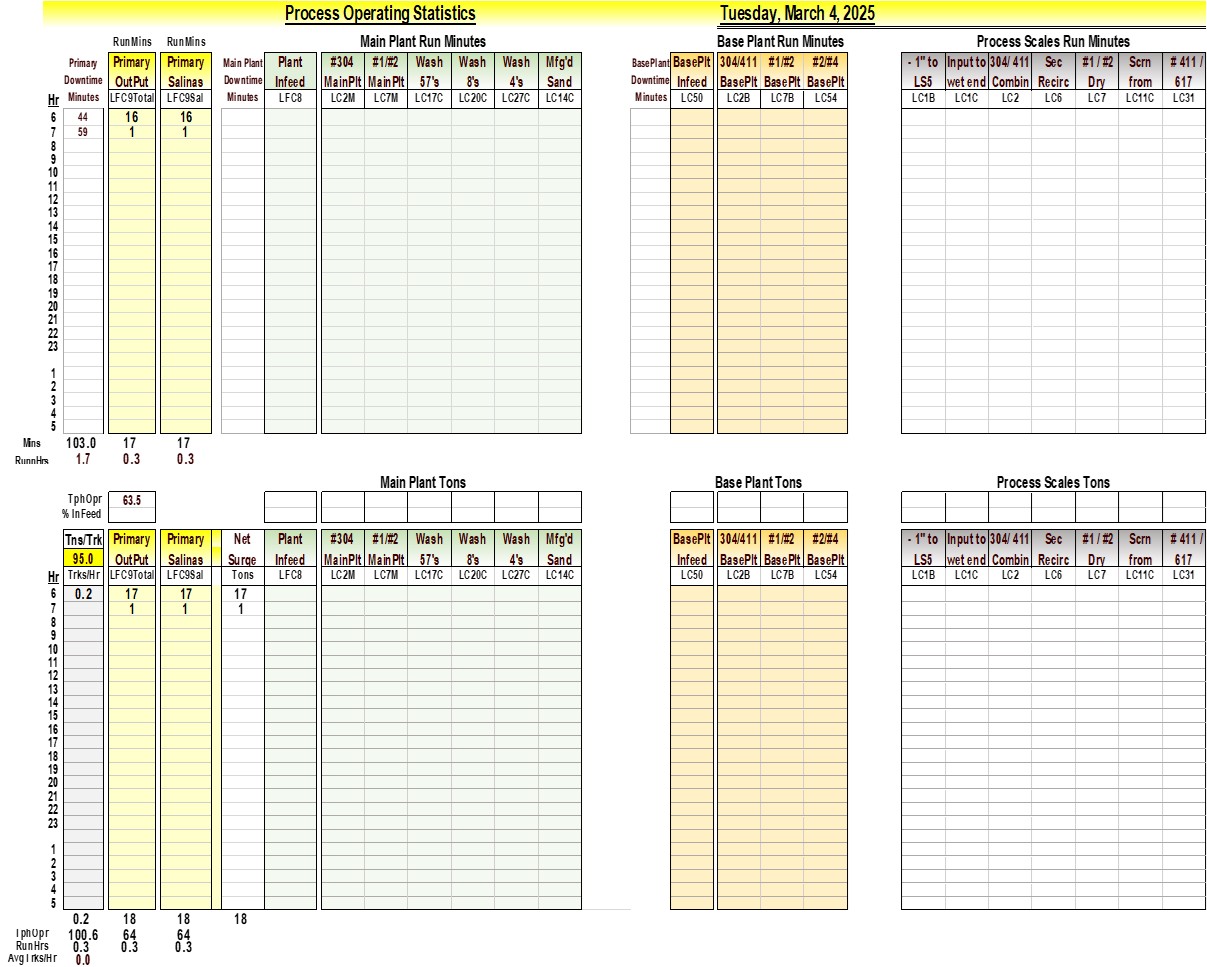 Process Operating Statistics Tuesday, March 4, 2025
RunMins RunMins Main Plant Run Minutes Base Plant Run Minutes Process Scales Run Minutes
Primary Primary Primary Main Plant Plant #304 #1/#2 Wash Wash Wash Mfg'd BasePlant BasePlt 304/411 #1/#2 #2/#4 - 1" to Input to 304/ 411 Sec #1 / #2 Scrn # 411 /
Downtime OutPut Salinas Downtime Infeed MainPlt MainPlt 57's 8's 4's Sand Downtime Infeed BasePlt BasePlt BasePlt LS5 wet end Combin Recirc Dry from 617
Hr Minutes LFC9Total LFC9Sal Minutes LFC8 LC2M LC7M LC17C LC20C LC27C LC14C Minutes LC50 LC2B LC7B LC54 LC1B LC1C LC2 LC6 LC7 LC11C LC31
6 44 16 16
7 59 1 1
8
9
10
11
12
13
14
15
16
17
18
19
20
21
22
23
1
2
3
4
5
Mins 103.0 17 17
RunnHrs 1.7 0.3 0.3
Main Plant Tons Base Plant Tons Process Scales Tons
TphOpr 63.5
% InFeed
Tns/Trk Primary Primary Net Plant #304 #1/#2 Wash Wash Wash Mfg'd BasePlt 304/411 #1/#2 #2/#4 - 1" to Input to 304/ 411 Sec #1 / #2 Scrn # 411 /
95.0 OutPut Salinas Surge Infeed MainPlt MainPlt 57's 8's 4's Sand Infeed BasePlt BasePlt BasePlt LS5 wet end Combin Recirc Dry from 617
Hr Trks/Hr LFC9Total LFC9Sal Tons LFC8 LC2M LC7M LC17C LC20C LC27C LC14C LC50 LC2B LC7B LC54 LC1B LC1C LC2 LC6 LC7 LC11C LC31
6 0.2 17 17 17
7 1 1 1
8
9
10
11
12
13
14
15
16
17
18
19
20
21
22
23
1
2
3
4
5
0.2 18 18 18
TphOpr 100.6 64 64
RunHrs 0.3 0.3 0.3
AvgTrks/Hr 0.0